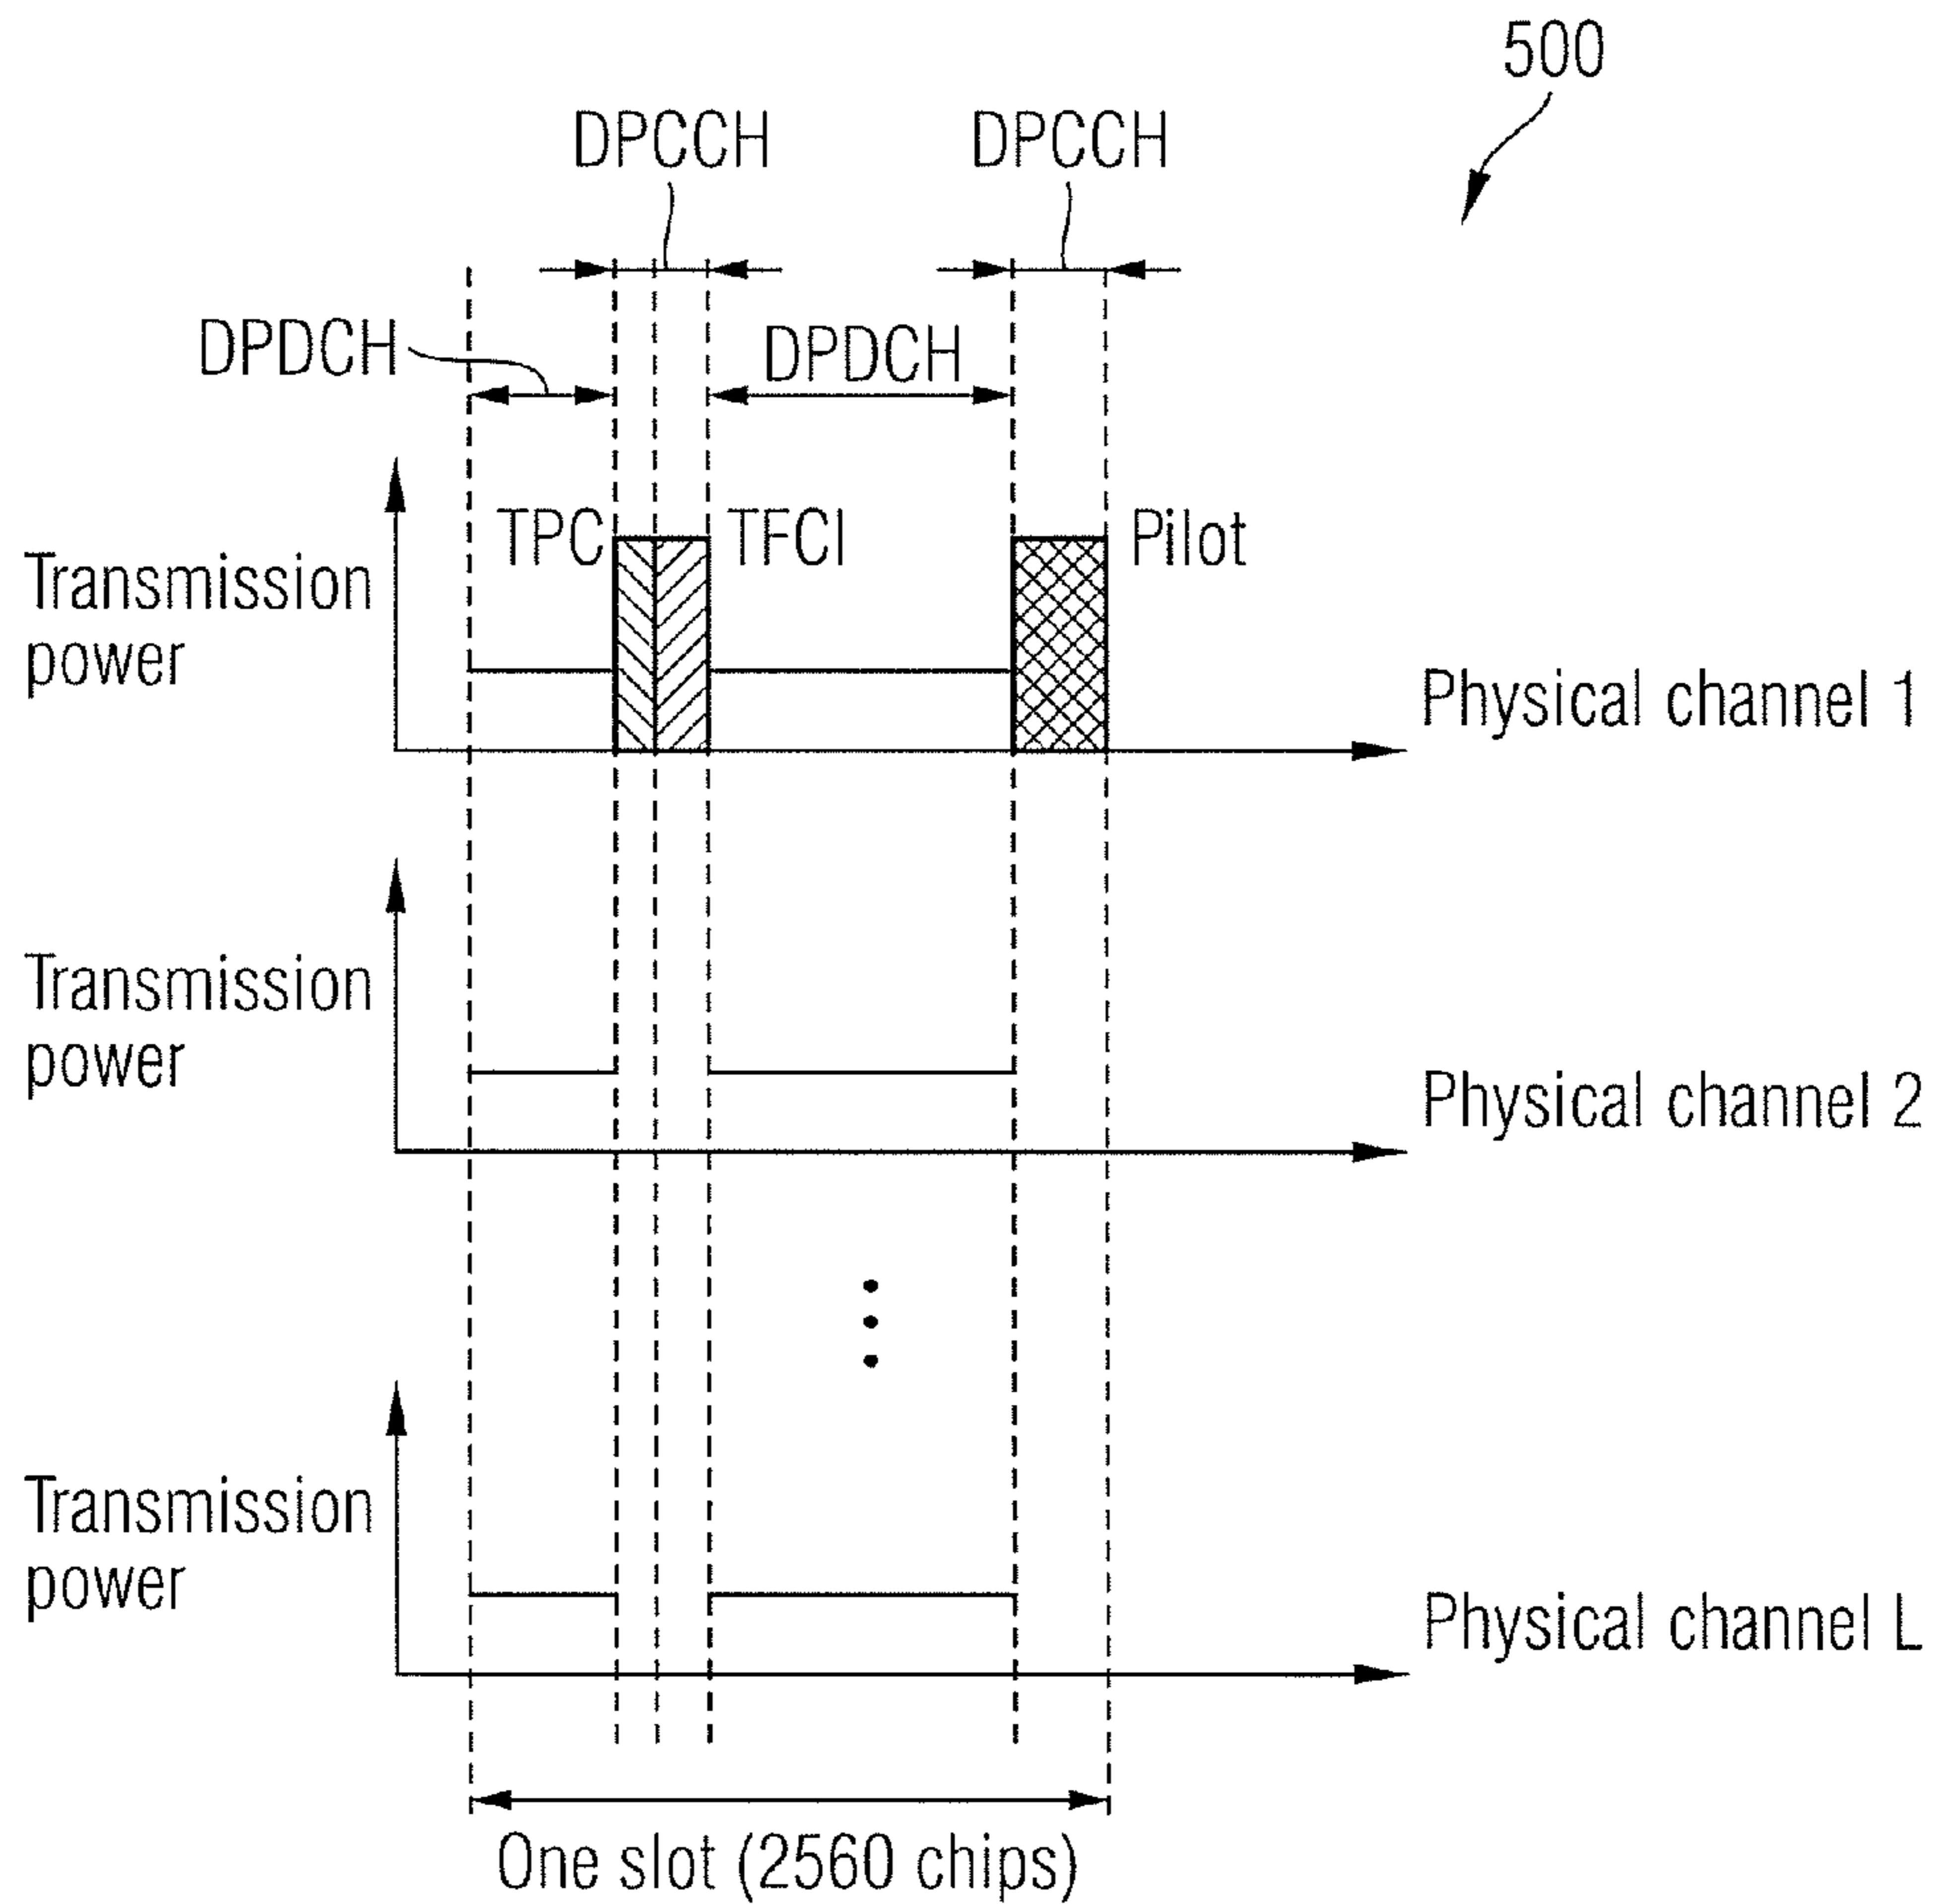 500
DPCCH DPCCH
DPDCH DPDCH
TPC TFCI Pilot
Transmission
power
Physical channel 1
Transmission
power
Physical channel 2
Transmission
power
Physical channel L
One slot (2560 chips)